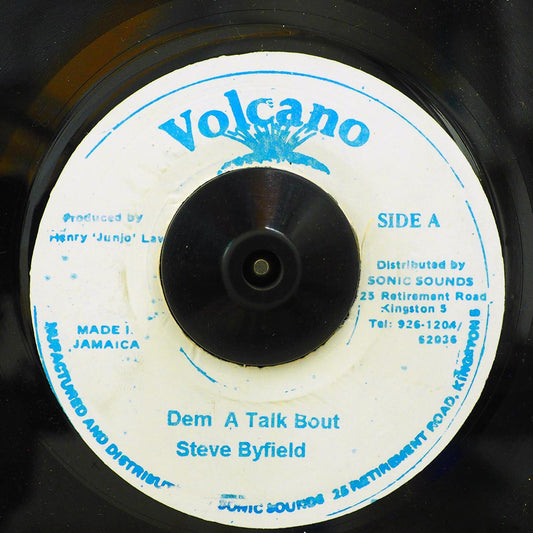 Volcano
Produced by
Henry 'Junjo' Law
SIDE A
Distributed by
SONIC SOUNDS
25 Retirement Road
Kingston 5
Tel: 926-1204/
62036
MADE I
JAMAICA
Dem A Talk Bout
Steve Byfield
NUFACTURED AND DISTRIBUT
SONIC SOUNDS 25 RETIREMENT ROAD, KINGSTON 5